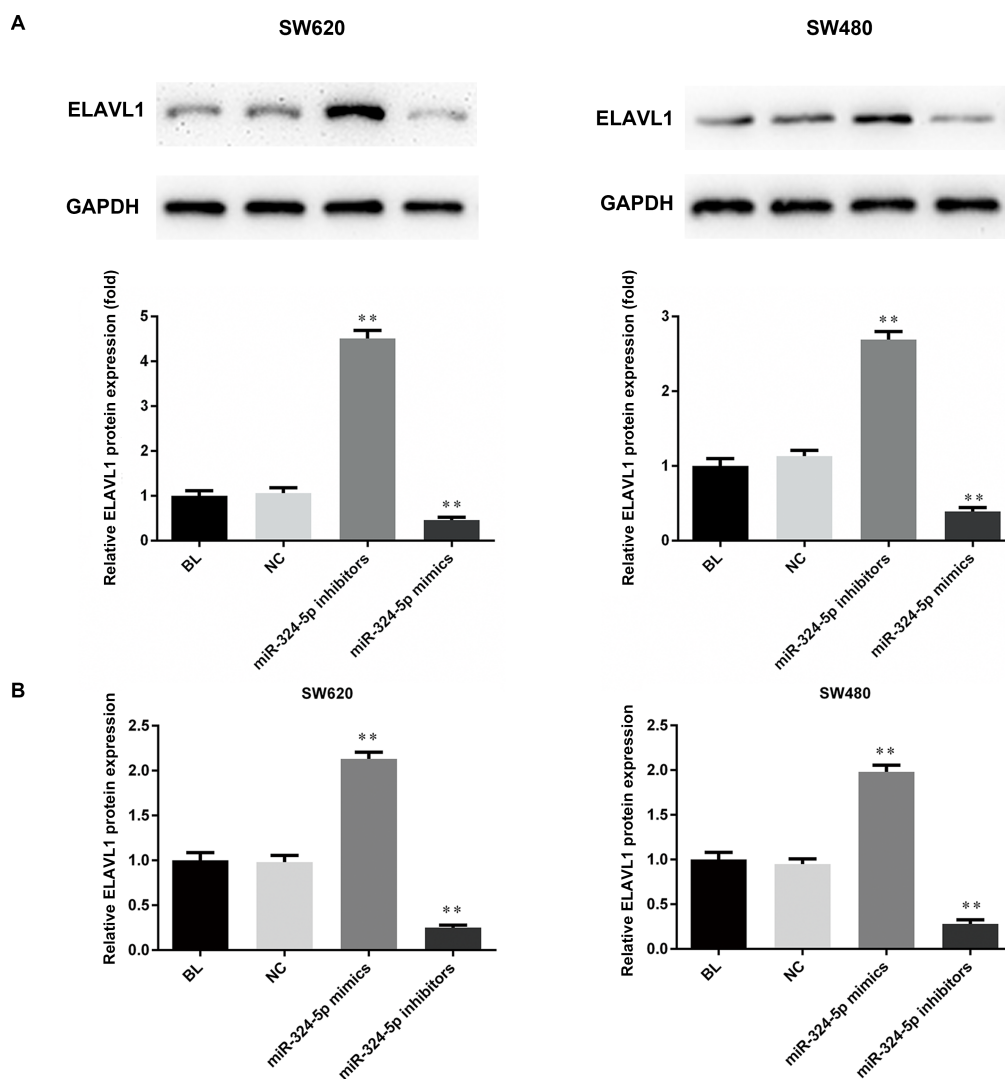 A
SW620
SW480
ELAVL1
ELAVL1
GAPDH
GAPDH
Relative ELAVL1 protein expression (fold)
5
4
3
2
1
0
**
**
BL
NC
miR-324-5p inhibitors
miR-324-5p mimics
Relative ELAVL1 protein expression (fold)
3
2
1
0
**
**
BL
NC
miR-324-5p inhibitors
miR-324-5p mimics
B
SW620
Relative ELAVL1 protein expression
2.5
2.0
1.5
1.0
0.5
0.0
**
**
BL
NC
miR-324-5p mimics
miR-324-5p inhibitors
SW480
Relative ELAVL1 protein expression
2.5
2.0
1.5
1.0
0.5
0.0
**
**
BL
NC
miR-324-5p mimics
miR-324-5p inhibitors